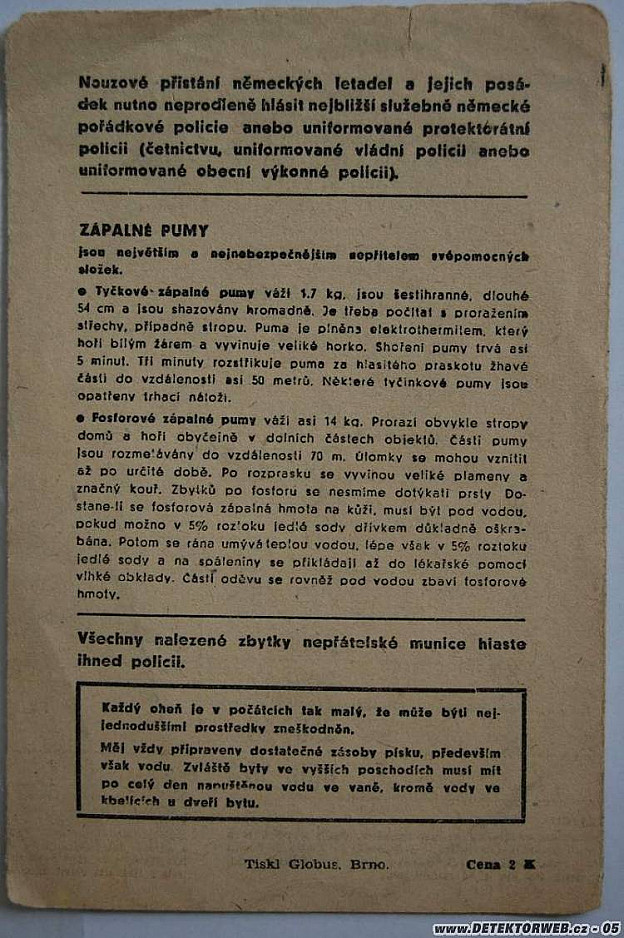 Nouzové přistání německých letadel a jejich posá-
dek nutno neprodleně hlásit nejbližší služebně německé
pořádkové policie anebo uniformované protektorátní
policii (četnictvu, uniformované vládní policii anebo
uniformované obecní výkonné policii).
ZÁPALNÉ PUMY
jsou největším a nejnebezpečnějším nepřítelem svépomocných
složek.
● Tyčkové zápalné pumy váží 1.7 kg, jsou šestihranné, dlouhé
54 cm a jsou shazovány hromadně. Je třeba počítat s proražením
střechy, případně stropu. Puma je plněna elektrothermitem, který
hoří bílým žárem a vyvinuje veliké horko. Shoření pumy trvá asi
5 minut. Tři minuty rozstřikuje puma za hlasitého praskotu žhavé
části do vzdálenosti asi 50 metrů. Některé tyčinkové pumy jsou
opatřeny trhací náloží.
● Fosforové zápalné pumy váží asi 14 kg. Prorazí obvykle stropy
domů a hoří obyčejně v dolních částech objektů. Části pumy
jsou rozmetávány do vzdálenosti 70 m. Úlomky se mohou vznítit
až po určité době. Po rozprasku se vyvinou veliké plameny a
značný kouř. Zbytků po fosforu se nesmíme dotýkati prsty Do-
stane-li se fosforová zápalná hmota na kůži, musí být pod vodou,
pokud možno v 5% roztoku jedlé sody dřívkem důkladně oškra-
bána. Potom se rána umývá teplou vodou, lépe však v 5% roztoku
jedlé sody a na spáleniny se přikládají až do lékařské pomoci
vlhké obklady. Části oděvu se rovněž pod vodou zbaví fosforové
hmoty.
Všechny nalezené zbytky nepřátelské munice hlaste
ihned policii.
Každý oheň je v počátcích tak malý, že může býti nej-
jednoduššími prostředky zneškodněn.
Měj vždy připraveny dostatečné zásoby písku, především
však vodu. Zvláště byty ve vyšších poschodích musí mít
po celý den napuštěnou vodu ve vaně, kromě vody ve
kbelících u dveří bytu.
Tiskl Globus, Brno. Cena 2 K
www.DETEKTORWEB.cz - 05